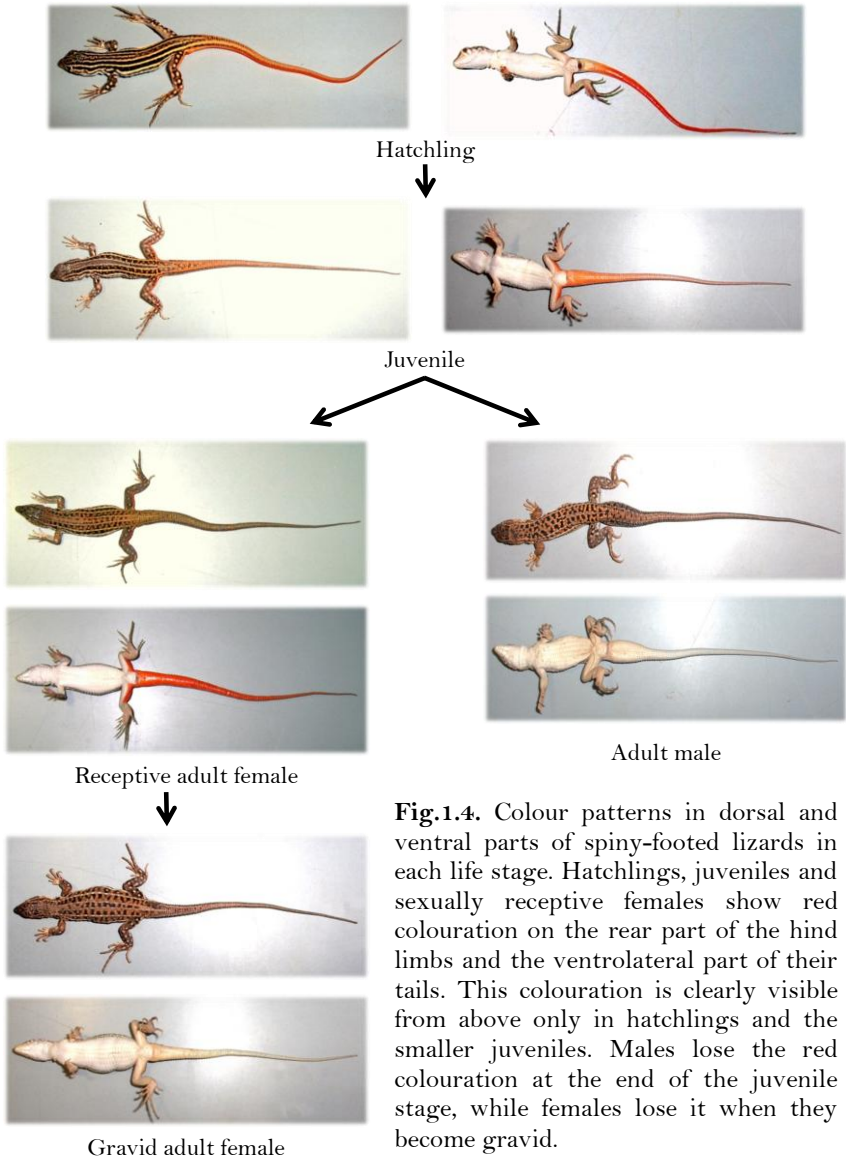 Hatchling
Juvenile
Receptive adult female
Adult male
Gravid adult female
Fig.1.4. Colour patterns in dorsal and
ventral parts of spiny-footed lizards in
each life stage. Hatchlings, juveniles and
sexually receptive females show red
colouration on the rear part of the hind
limbs and the ventrolateral part of their
tails. This colouration is clearly visible
from above only in hatchlings and the
smaller juveniles. Males lose the red
colouration at the end of the juvenile
stage, while females lose it when they
become gravid.